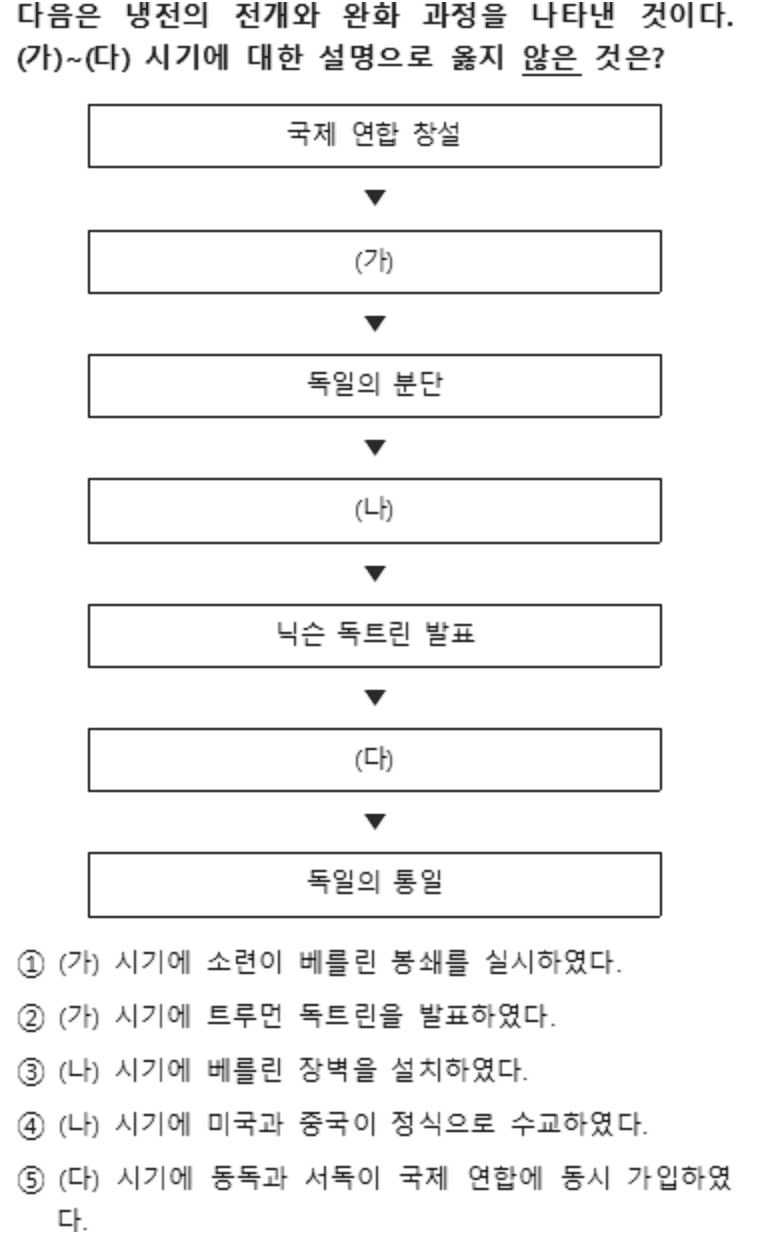 다음은 냉전의 전개와 완화 과정을 나타낸 것이다.
(가)~(다) 시기에 대한 설명으로 옳지 않은 것은?
국제 연합 창설
▼
(가)
▼
독일의 분단
▼
(나)
▼
닉슨 독트린 발표
▼
(다)
▼
독일의 통일
① (가) 시기에 소련이 베를린 봉쇄를 실시하였다.
② (가) 시기에 트루먼 독트린을 발표하였다.
③ (나) 시기에 베를린 장벽을 설치하였다.
④ (나) 시기에 미국과 중국이 정식으로 수교하였다.
⑤ (다) 시기에 동독과 서독이 국제 연합에 동시 가입하였
다.